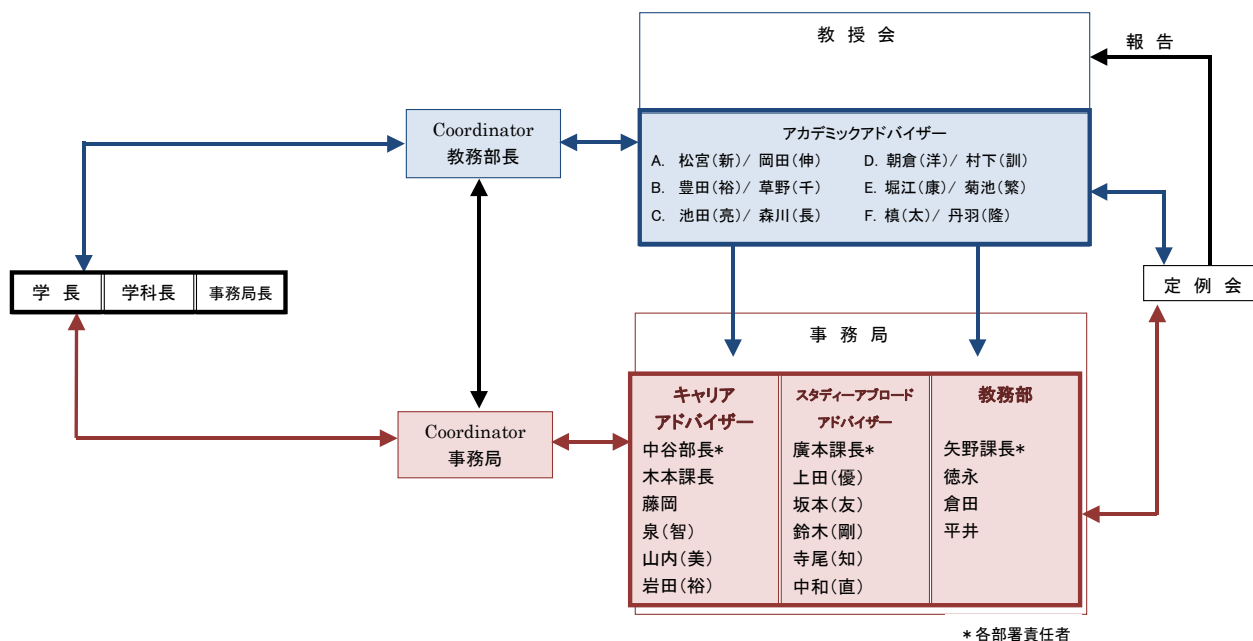 教 授 会
報 告
Coordinator
教務部長
アカデミックアドバイザー
A. 松宮(新)/ 岡田(伸) D. 朝倉(洋)/ 村下(訓)
B. 豊田(裕)/ 草野(千) E. 堀江(康)/ 菊池(繁)
C. 池田(亮)/ 森川(長) F. 槙(太)/ 丹羽(隆)
学 長 学科長 事務局長
定 例 会
事 務 局
Coordinator
事務局
キャリア
アドバイザー
中谷部長*
木本課長
藤岡
泉(智)
山内(美)
岩田(裕)
スタディーアブロード
アドバイザー
廣本課長*
上田(優)
坂本(友)
鈴木(剛)
寺尾(知)
中和(直)
教務部
矢野課長*
徳永
倉田
平井
* 各部署責任者